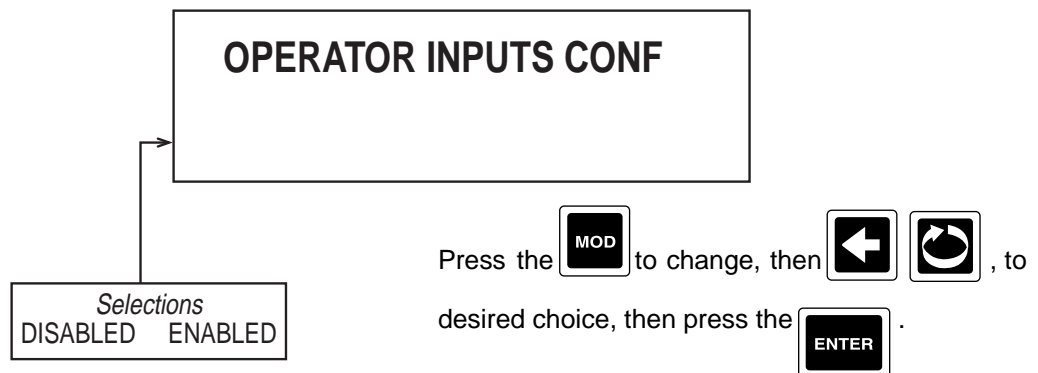 OPERATOR INPUTS CONF
Press the MOD to change, then , to
desired choice, then press the ENTER .
Selections
DISABLED ENABLED